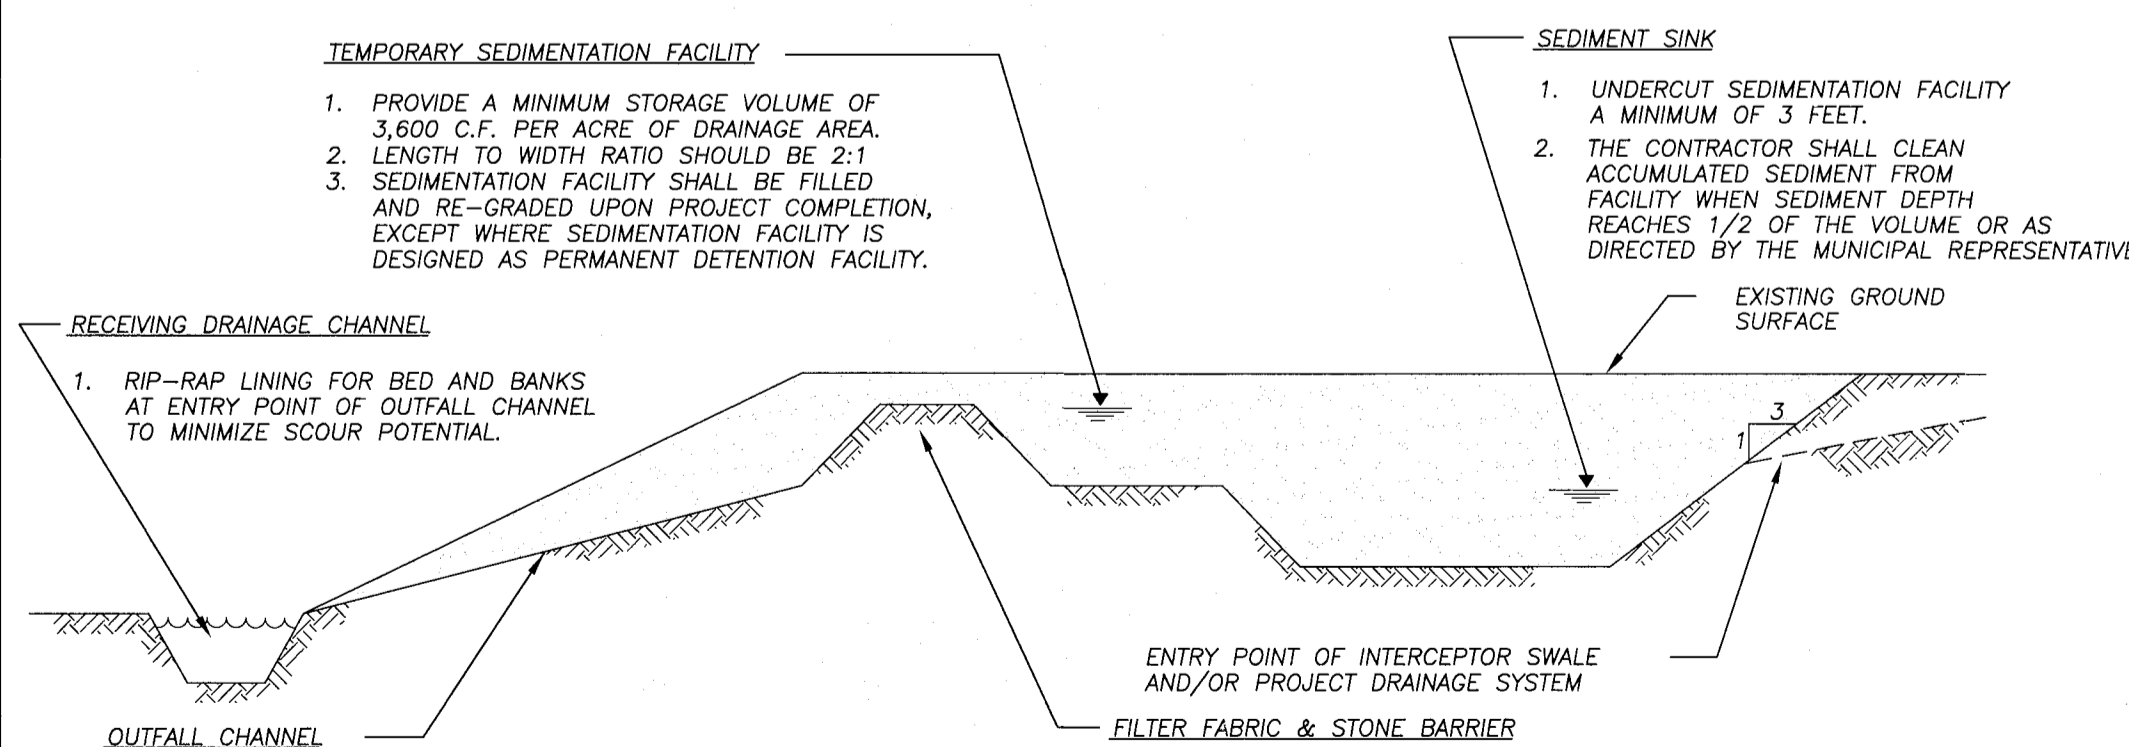 TEMPORARY SEDIMENTATION FACILITY
1. PROVIDE A MINIMUM STORAGE VOLUME OF
3,600 C.F. PER ACRE OF DRAINAGE AREA.
2. LENGTH TO WIDTH RATIO SHOULD BE 2:1
3. SEDIMENTATION FACILITY SHALL BE FILLED
AND RE-GRADED UPON PROJECT COMPLETION,
EXCEPT WHERE SEDIMENTATION FACILITY IS
DESIGNED AS PERMANENT DETENTION FACILITY.
SEDIMENT SINK
1. UNDERCUT SEDIMENTATION FACILITY
A MINIMUM OF 3 FEET.
2. THE CONTRACTOR SHALL CLEAN
ACCUMULATED SEDIMENT FROM
FACILITY WHEN SEDIMENT DEPTH
REACHES 1/2 OF THE VOLUME OR AS
DIRECTED BY THE MUNICIPAL REPRESENTATIVE
EXISTING GROUND
SURFACE
RECEIVING DRAINAGE CHANNEL
1. RIP-RAP LINING FOR BED AND BANKS
AT ENTRY POINT OF OUTFALL CHANNEL
TO MINIMIZE SCOUR POTENTIAL.
3
1
ENTRY POINT OF INTERCEPTOR SWALE
AND/OR PROJECT DRAINAGE SYSTEM
FILTER FABRIC & STONE BARRIER
OUTFALL CHANNEL